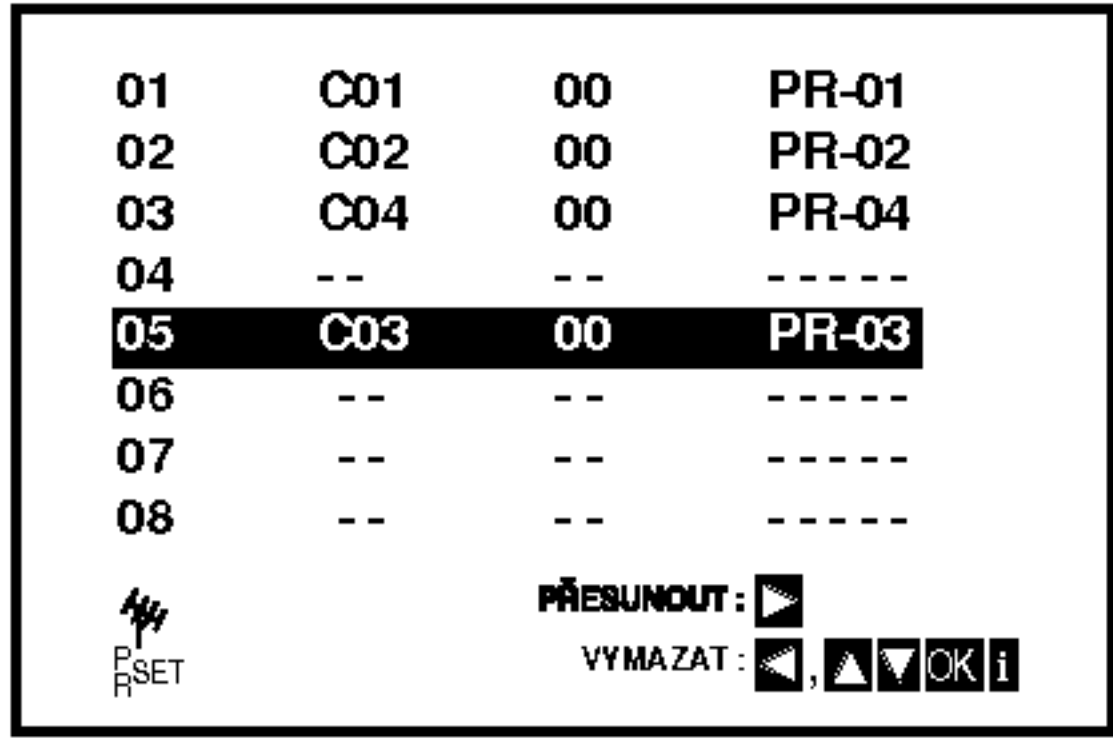 01 C01 00 PR-01
02 C02 00 PR-02
03 C04 00 PR-04
04 -- -- -----
05 C03 00 PR-03
06 -- -- -----
07 -- -- -----
08 -- -- -----
PŘESUNOUT : ▷
PR SET VYMAZAT : ◁ , △ ▽ OK i